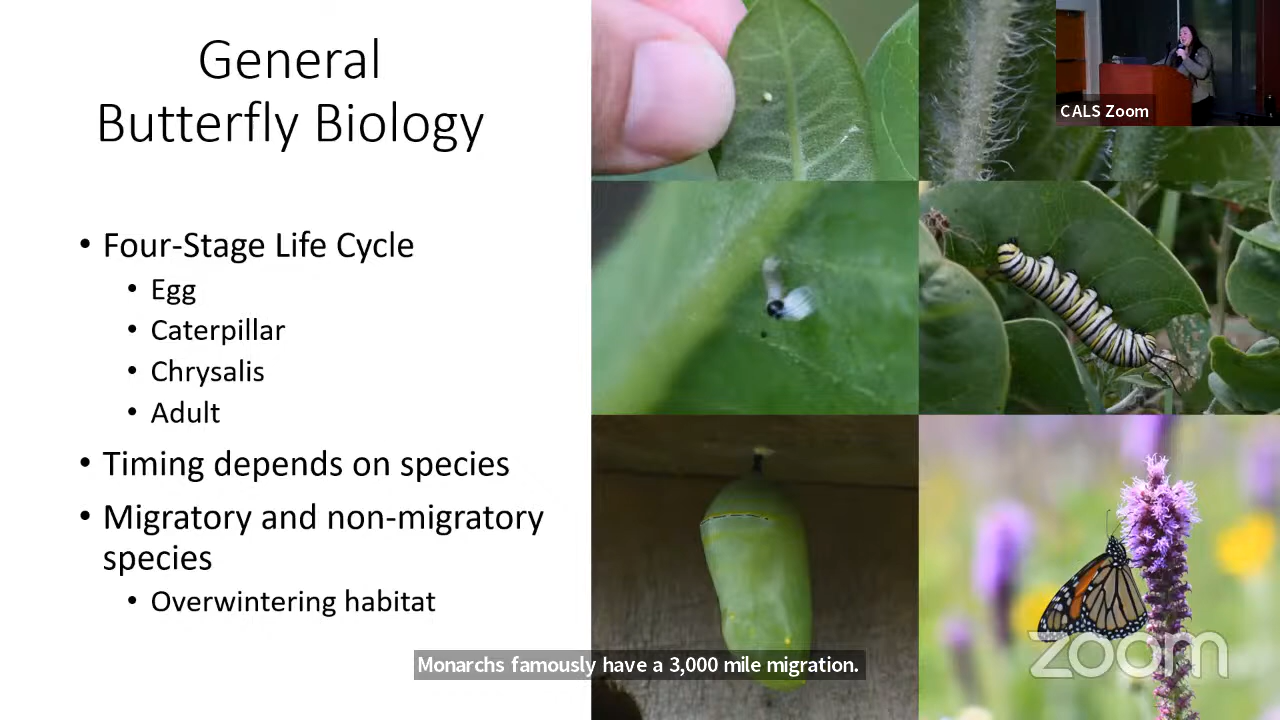 General
Butterfly Biology
• Four-Stage Life Cycle
• Egg
• Caterpillar
• Chrysalis
• Adult
• Timing depends on species
• Migratory and non-migratory
species
• Overwintering habitat
CALS Zoom
Monarchs famously have a 3,000 mile migration.
zoom